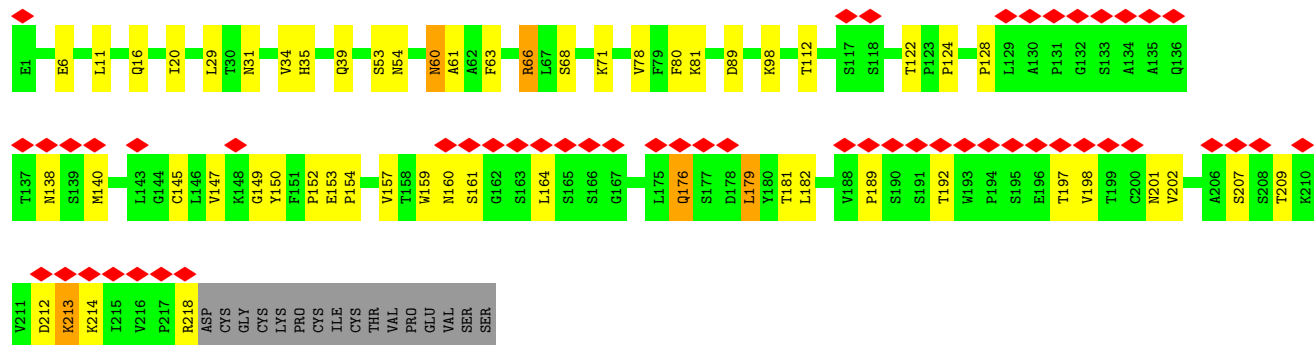 E1 E6 L11 Q16 I20 L29 T30 N31 V34 H35 Q39 S53 N54 N60 A61 A62 F63 R66 L67 S68 K71 V78 F79 F80 K81 D89 K98 T112 S117 S118 T122 P123 P124 P128 L129 A130 P131 G132 S133 A134 A135 Q136
T137 N138 S139 M140 L143 G144 C145 L146 V147 K148 G149 Y150 F151 P152 E153 P154 V157 T158 W159 N160 S161 G162 S163 L164 S165 S166 G167 L175 Q176 S177 D178 L179 Y180 T181 L182 V188 P189 S190 S191 T192 W193 P194 S195 E196 T197 V198 T199 C200 N201 V202 A206 S207 S208 T209 K210
V211 D212 K213 K214 I215 V216 P217 R218 ASP CYS GLY CYS LYS PRO CYS ILE CYS THR VAL PRO GLU VAL SER SER